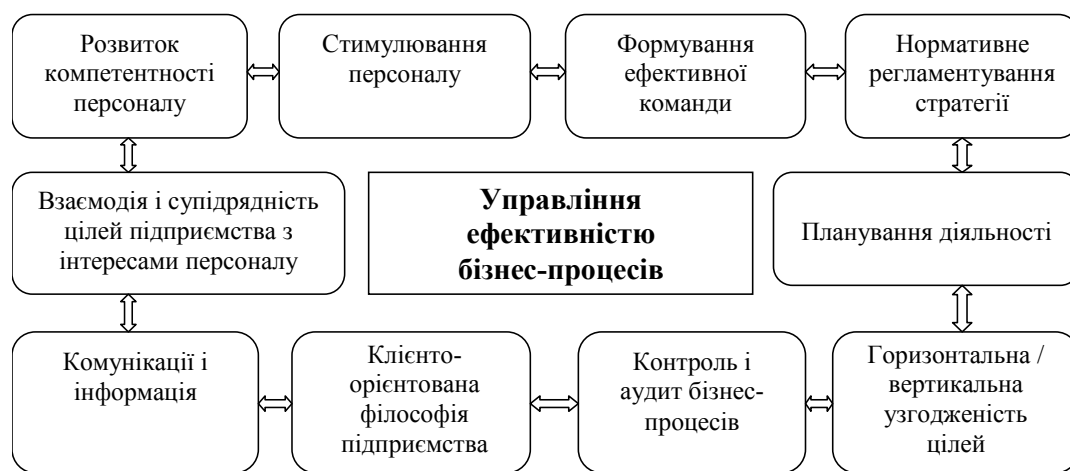 Розвиток
компетентності
персоналу
Стимулювання
персоналу
Формування
ефективної
команди
Нормативне
регламентування
стратегії
Взаємодія і супідрядність
цілей підприємства з
інтересами персоналу
Управління
ефективністю
бізнес-процесів
Планування діяльності
Комунікації і
інформація
Клієнто-
орієнтована
філософія
підприємства
Контроль і
аудит бізнес-
процесів
Горизонтальна /
вертикальна
узгодженість
цілей